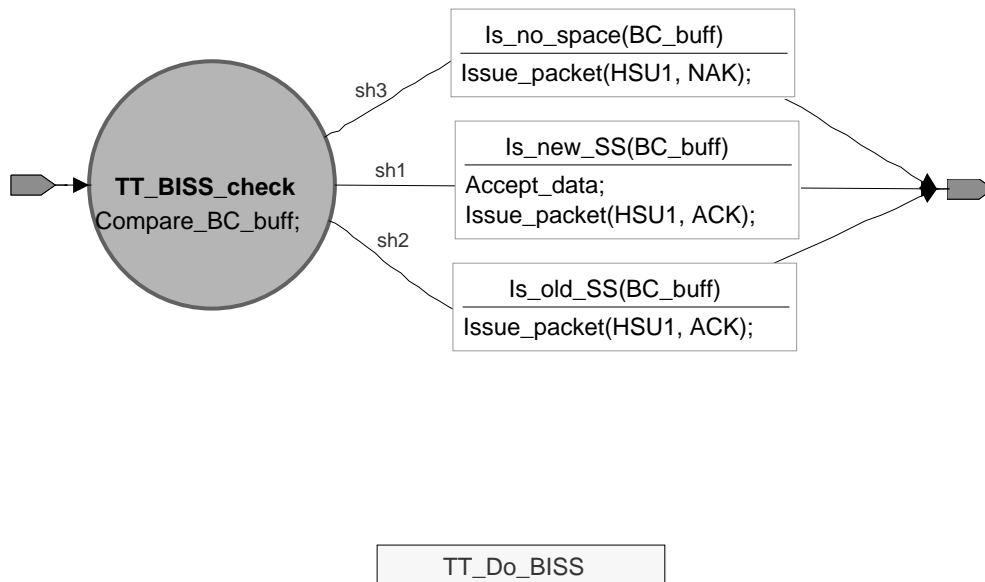 Is_no_space(BC_buff)
Issue_packet(HSU1, NAK);
sh3
Is_new_SS(BC_buff)
TT_BISS_check
sh1
Accept_data;
Compare_BC_buff;
Issue_packet(HSU1, ACK);
sh2
Is_old_SS(BC_buff)
Issue_packet(HSU1, ACK);
TT_Do_BISS